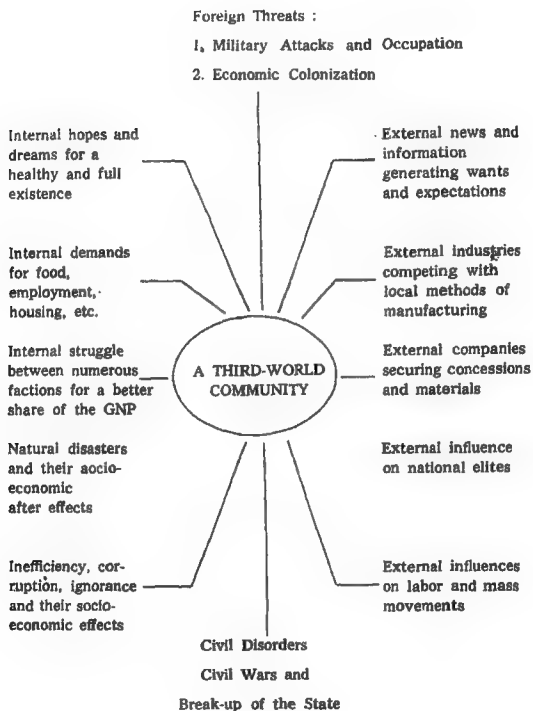 Foreign Threats :
1. Military Attacks and Occupation
2. Economic Colonization
Internal hopes and
dreams for a
healthy and full
existence
External news and
information
generating wants
and expectations
Internal demands
for food,
employment,
housing, etc.
External industries
competing with
local methods of
manufacturing
Internal struggle
between numerous
factions for a better
share of the GNP
A THIRD-WORLD
COMMUNITY
External companies
securing concessions
and materials
Natural disasters
and their socio-
economic
after effects
External influence
on national elites
Inefficiency, cor-
ruption, ignorance
and their socio-
economic effects
External influences
on labor and mass
movements
Civil Disorders
Civil Wars and
Break-up of the State